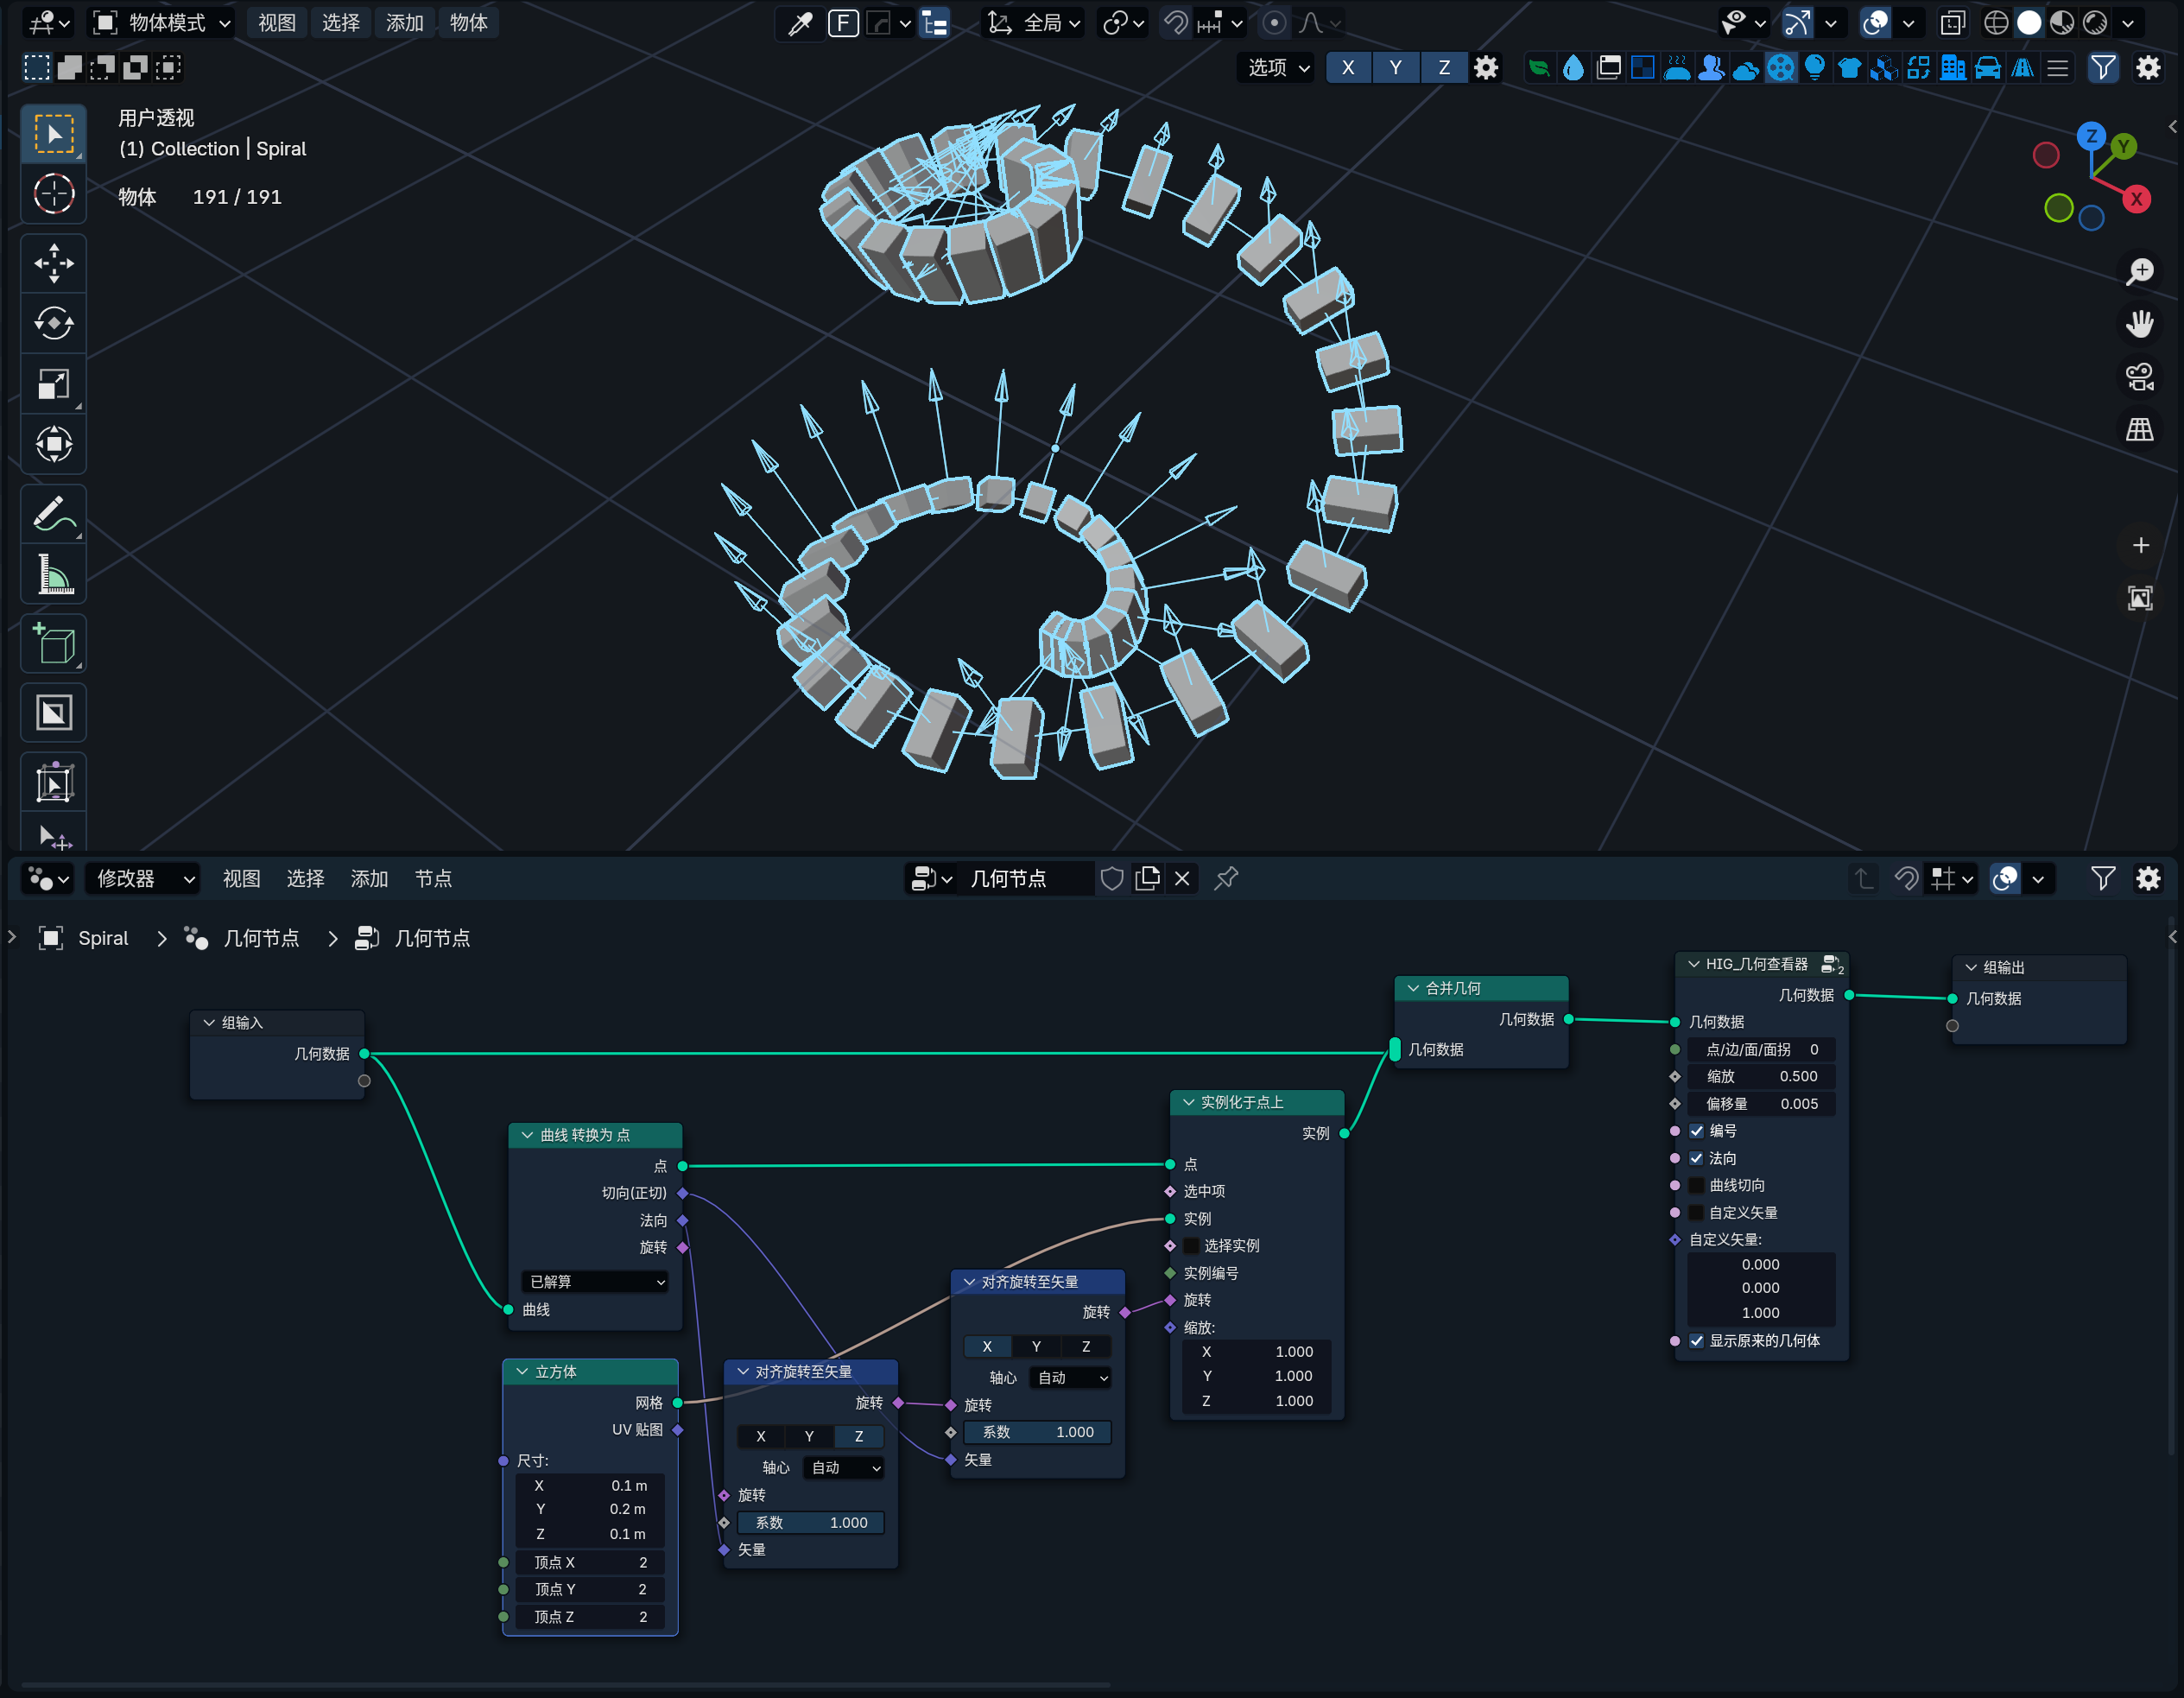 物体模式 视图 选择 添加 物体 F 全局
选项 X Y Z
用户透视
(1) Collection | Spiral
物体 191 / 191
Z
Y
X
修改器 视图 选择 添加 节点 几何节点
Spiral 几何节点 几何节点
组输入
几何数据
曲线 转换为 点
点
切向(正切)
法向
旋转
已解算
曲线
立方体
网格
UV 贴图
尺寸:
X 0.1 m
Y 0.2 m
Z 0.1 m
顶点 X 2
顶点 Y 2
顶点 Z 2
对齐旋转至矢量
旋转
X Y Z
轴心 自动
旋转
系数 1.000
矢量
对齐旋转至矢量
旋转
X Y Z
轴心 自动
旋转
系数 1.000
矢量
实例化于点上
实例
点
选中项
实例
选择实例
实例编号
旋转
缩放:
X 1.000
Y 1.000
Z 1.000
合并几何
几何数据
几何数据
HIG_几何查看器 2
几何数据
几何数据
点/边/面/面拐 0
缩放 0.500
偏移量 0.005
编号
法向
曲线切向
自定义矢量
自定义矢量:
0.000
0.000
1.000
显示原来的几何体
组输出
几何数据